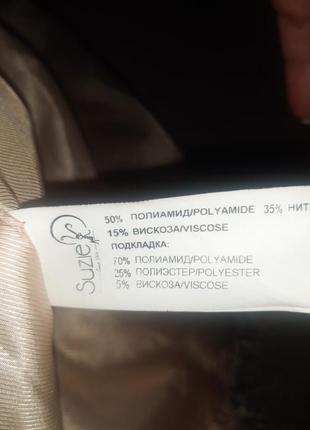 Suzie
50% ПОЛИАМИД/POLYAMIDE 35% НИТ
15% ВИСКОЗА/VISCOSE
ПОДКЛАДКА:
70% ПОЛИАМИД/POLYAMIDE
25% ПОЛИЭСТЕР/POLYESTER
5% ВИСКОЗА/VISCOSE